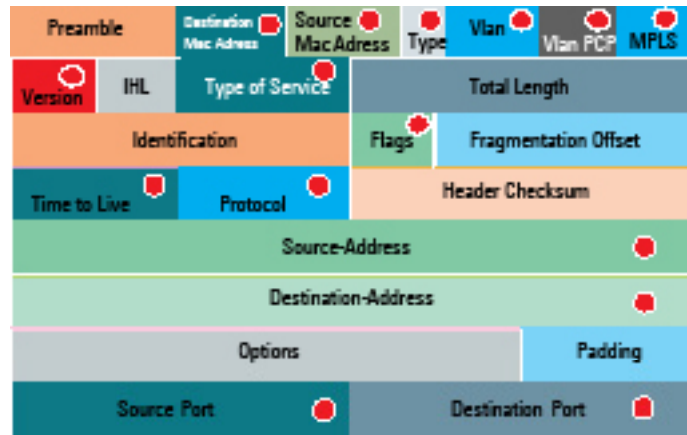 Preamble
Destination
Mac Adress
Source
Mac Adress
Type
Vlan
Vlan PCP
MPLS
Version
IHL
Type of Service
Total Length
Identification
Flags
Fragmentation Offset
Time to Live
Protocol
Header Checksum
Source-Address
Destination-Address
Options
Padding
Source Port
Destination Port